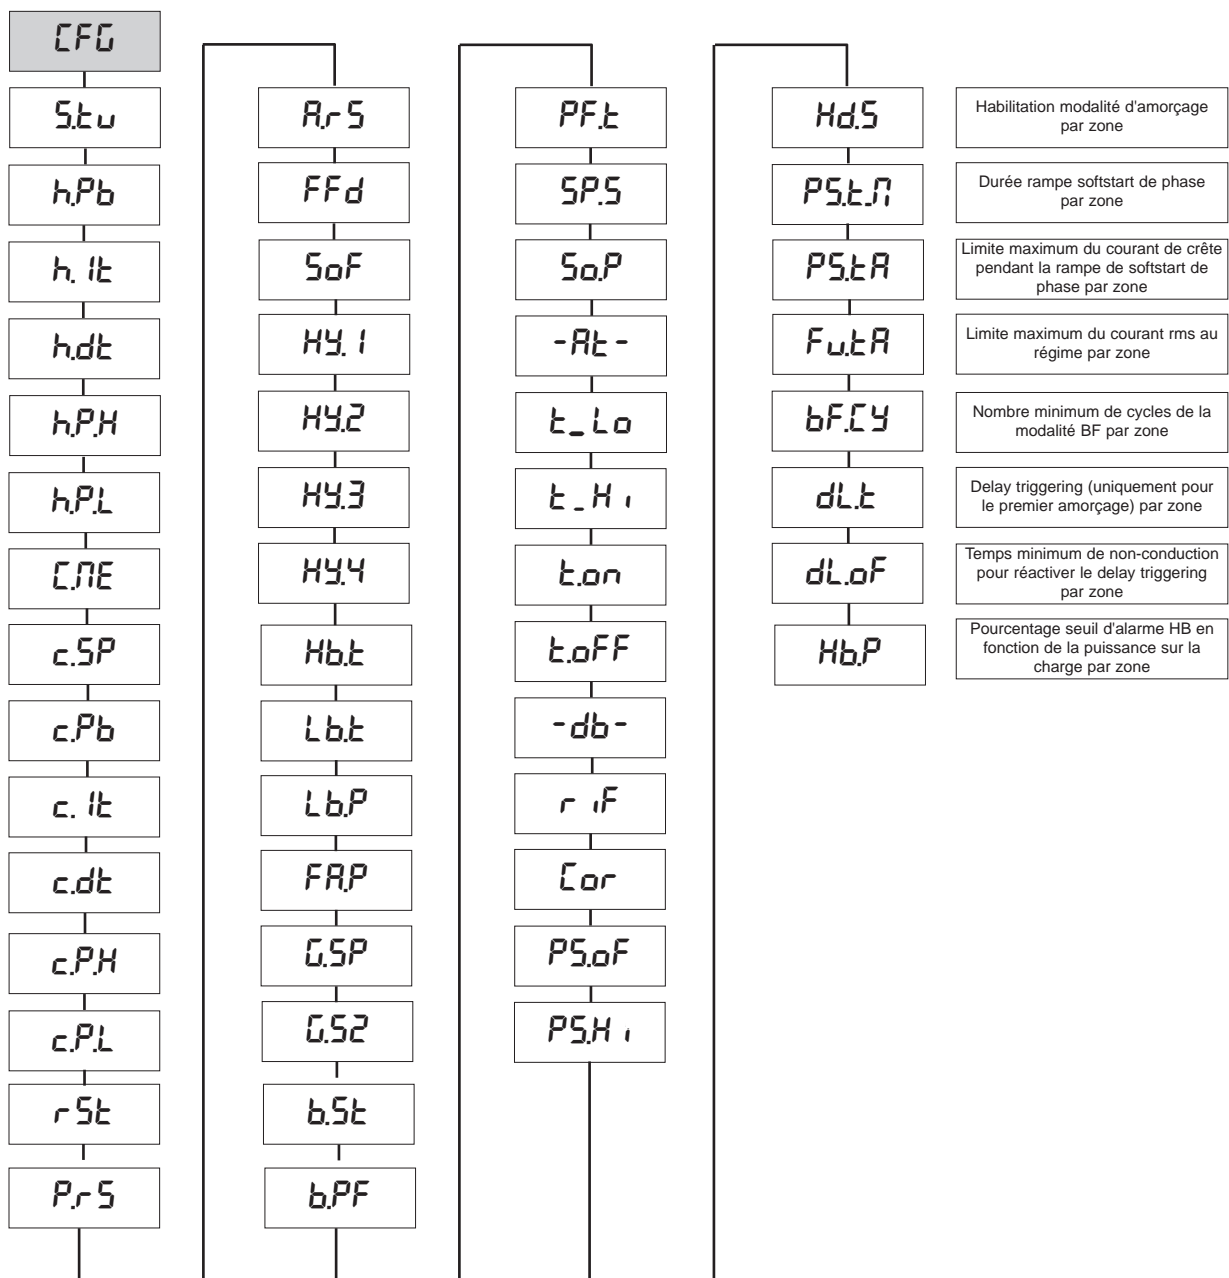 CFG
S.tu
h.Pb
h.It
h.dt
h.P.H
h.P.L
C.ME
c.SP
c.Pb
c.It
c.dt
c.P.H
c.P.L
rSt
P.rS
A.rS
FFd
SoF
HY.1
HY.2
HY.3
HY.4
Hb.t
Lb.t
Lb.P
FA.P
G.SP
G.S2
b.St
b.PF
PF.t
SP.S
So.P
-At-
t_Lo
t_Hi
t.on
t.oFF
-db-
riF
Cor
PS.oF
PS.Hi
Hd.S
Habilitation modalité d'amorçage
par zone
PS.t.M
Durée rampe softstart de phase
par zone
PS.tA
Limite maximum du courant de crête
pendant la rampe de softstart de
phase par zone
Fu.tA
Limite maximum du courant rms au
régime par zone
bF.CY
Nombre minimum de cycles de la
modalité BF par zone
dL.t
Delay triggering (uniquement pour
le premier amorçage) par zone
dL.oF
Temps minimum de non-conduction
pour réactiver le delay triggering
par zone
Hb.P
Pourcentage seuil d'alarme HB en
fonction de la puissance sur la
charge par zone